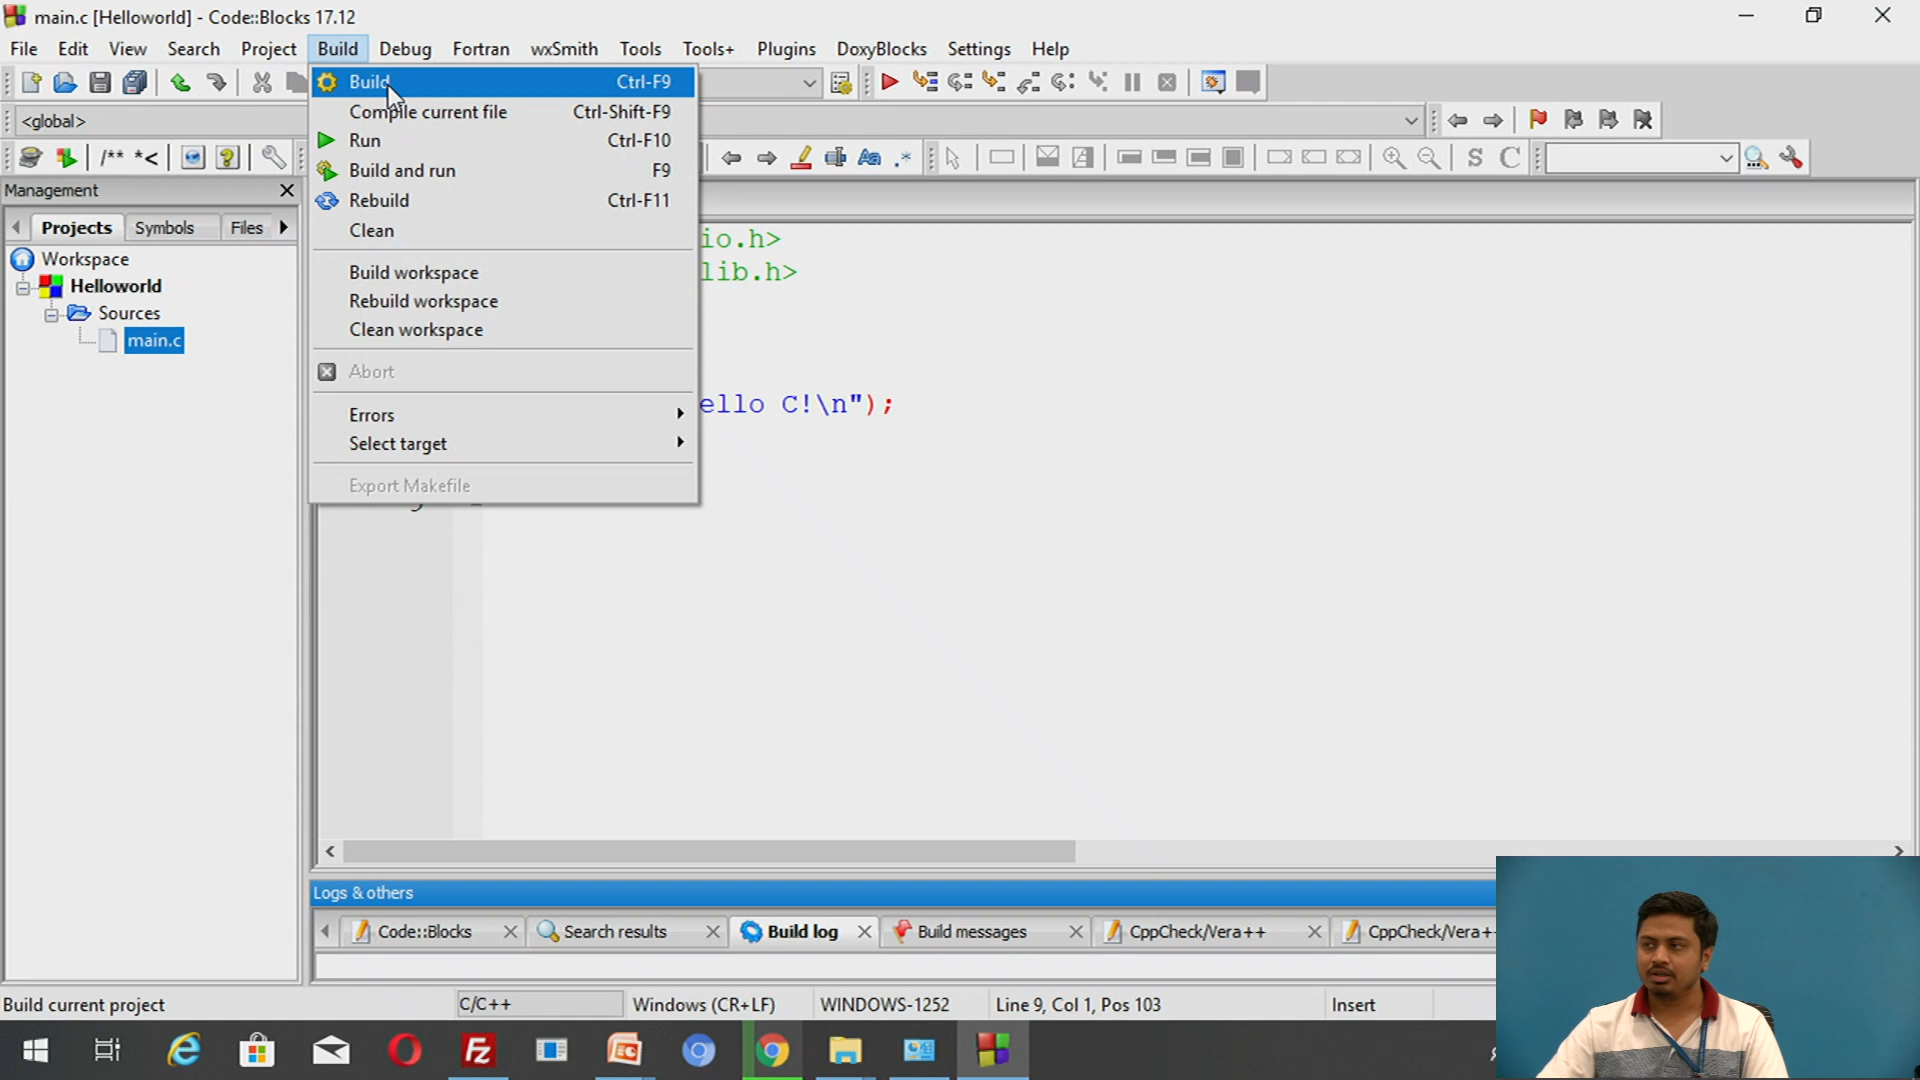 main.c [Helloworld] - Code::Blocks 17.12
File Edit View Search Project Build Debug Fortran wxSmith Tools Tools+ Plugins DoxyBlocks Settings Help
Build Ctrl-F9
<global>
Compile current file Ctrl-Shift-F9
Run Ctrl-F10
/** *<
Build and run F9
Management
Rebuild Ctrl-F11
Projects Symbols Files
Clean
io.h>
Workspace
Build workspace
lib.h>
Helloworld
Rebuild workspace
Sources
Clean workspace
main.c
Abort
ello C!\n");
Errors
Select target
Export Makefile
Logs & others
Code::Blocks Search results Build log Build messages CppCheck/Vera++ CppCheck/Vera+
Build current project C/C++ Windows (CR+LF) WINDOWS-1252 Line 9, Col 1, Pos 103 Insert